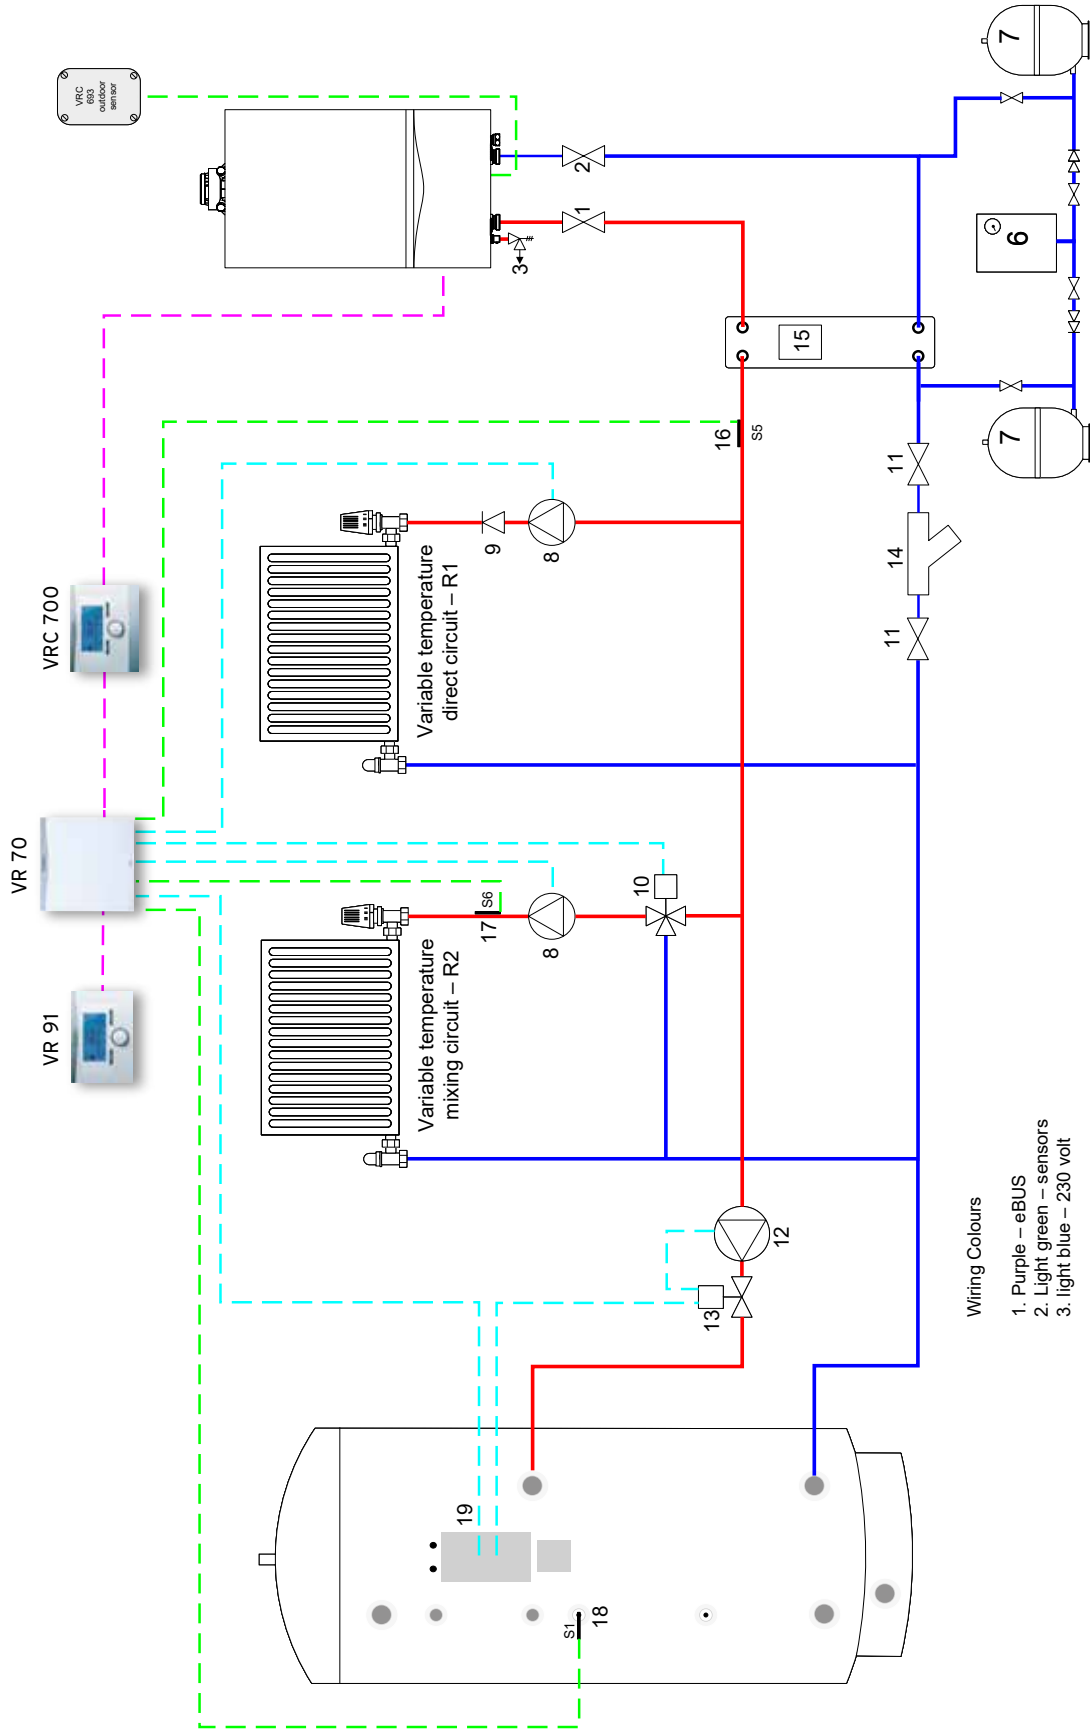 VR 91
VR 70
VRC 700
VRC
693
outdoor
sensor
3
1
2
Variable temperature
mixing circuit – R2
Variable temperature
direct circuit – R1
17
S6
8
10
9
8
16
S5
15
6
7
7
19
S1
18
13
12
11
14
11
Wiring Colours
1. Purple – eBUS
2. Light green – sensors
3. light blue – 230 volt